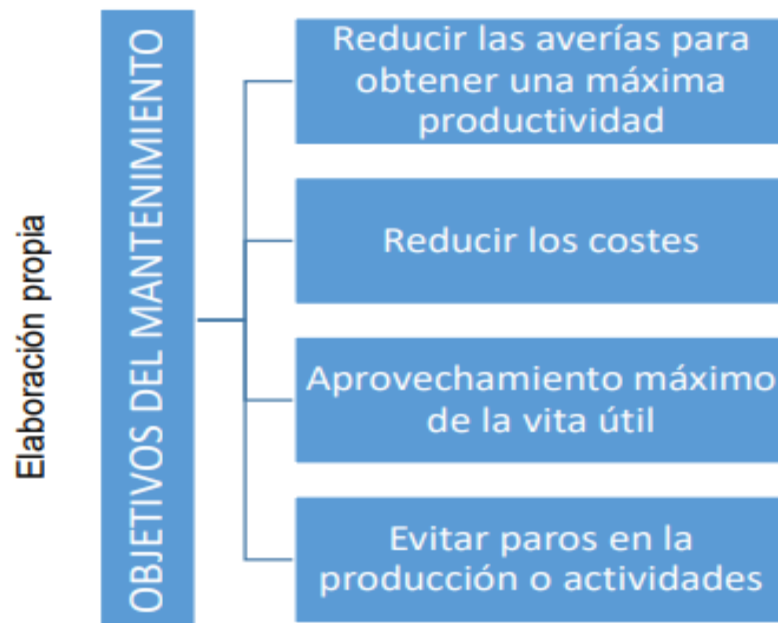 Elaboración propia
OBJETIVOS DEL MANTENIMIENTO
Reducir las averías para
obtener una máxima
productividad
Reducir los costes
Aprovechamiento máximo
de la vita útil
Evitar paros en la
producción o actividades